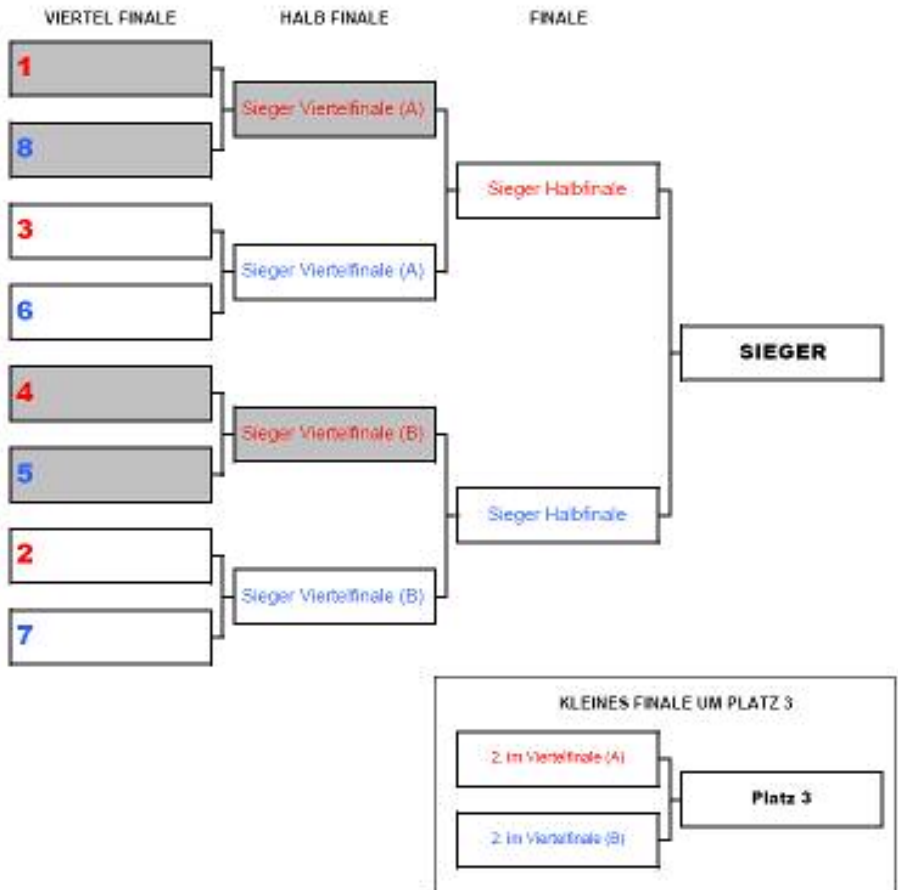 VIERTEL FINALE
HALB FINALE
FINALE
1
8
3
6
4
5
2
7
Sieger Viertelfinale (A)
Sieger Viertelfinale (A)
Sieger Viertelfinale (B)
Sieger Viertelfinale (B)
Sieger Halbfinale
Sieger Halbfinale
SIEGER
KLEINES FINALE UM PLATZ 3
2. im Viertelfinale (A)
2. im Viertelfinale (B)
Platz 3